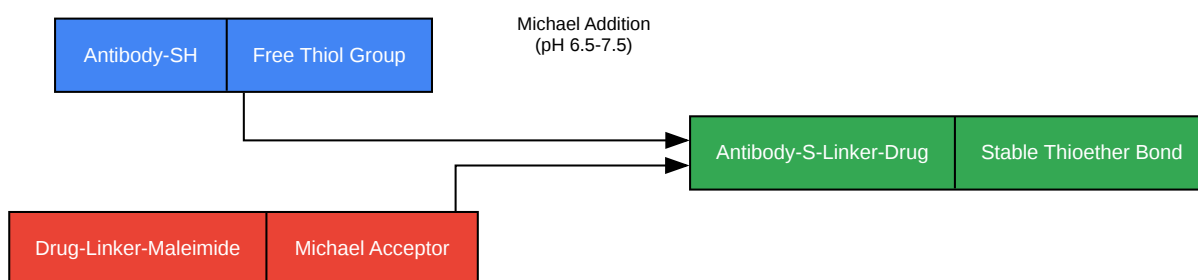 Michael Addition
(pH 6.5-7.5)
Antibody-SH
Free Thiol Group
Antibody-S-Linker-Drug
Stable Thioether Bond
Drug-Linker-Maleimide
Michael Acceptor